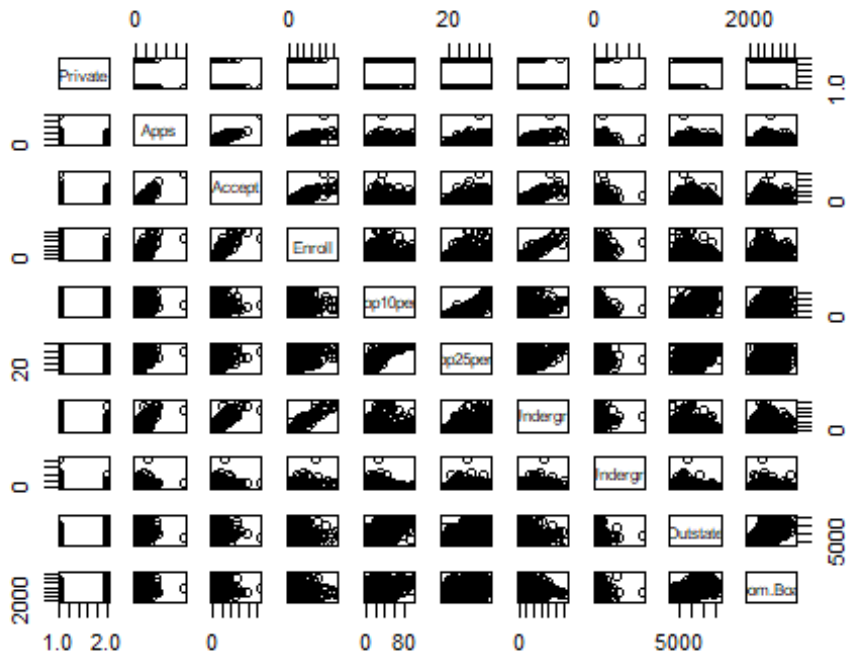 0 0 20 0 2000
Private 1.0
0 Apps
Accept 0
0 Enroll
op10per 0
20 op25per
Indergr 0
0 Indergr
Outstate 5000
2000 om.Boa
1.0 2.0 0 0 80 0 5000